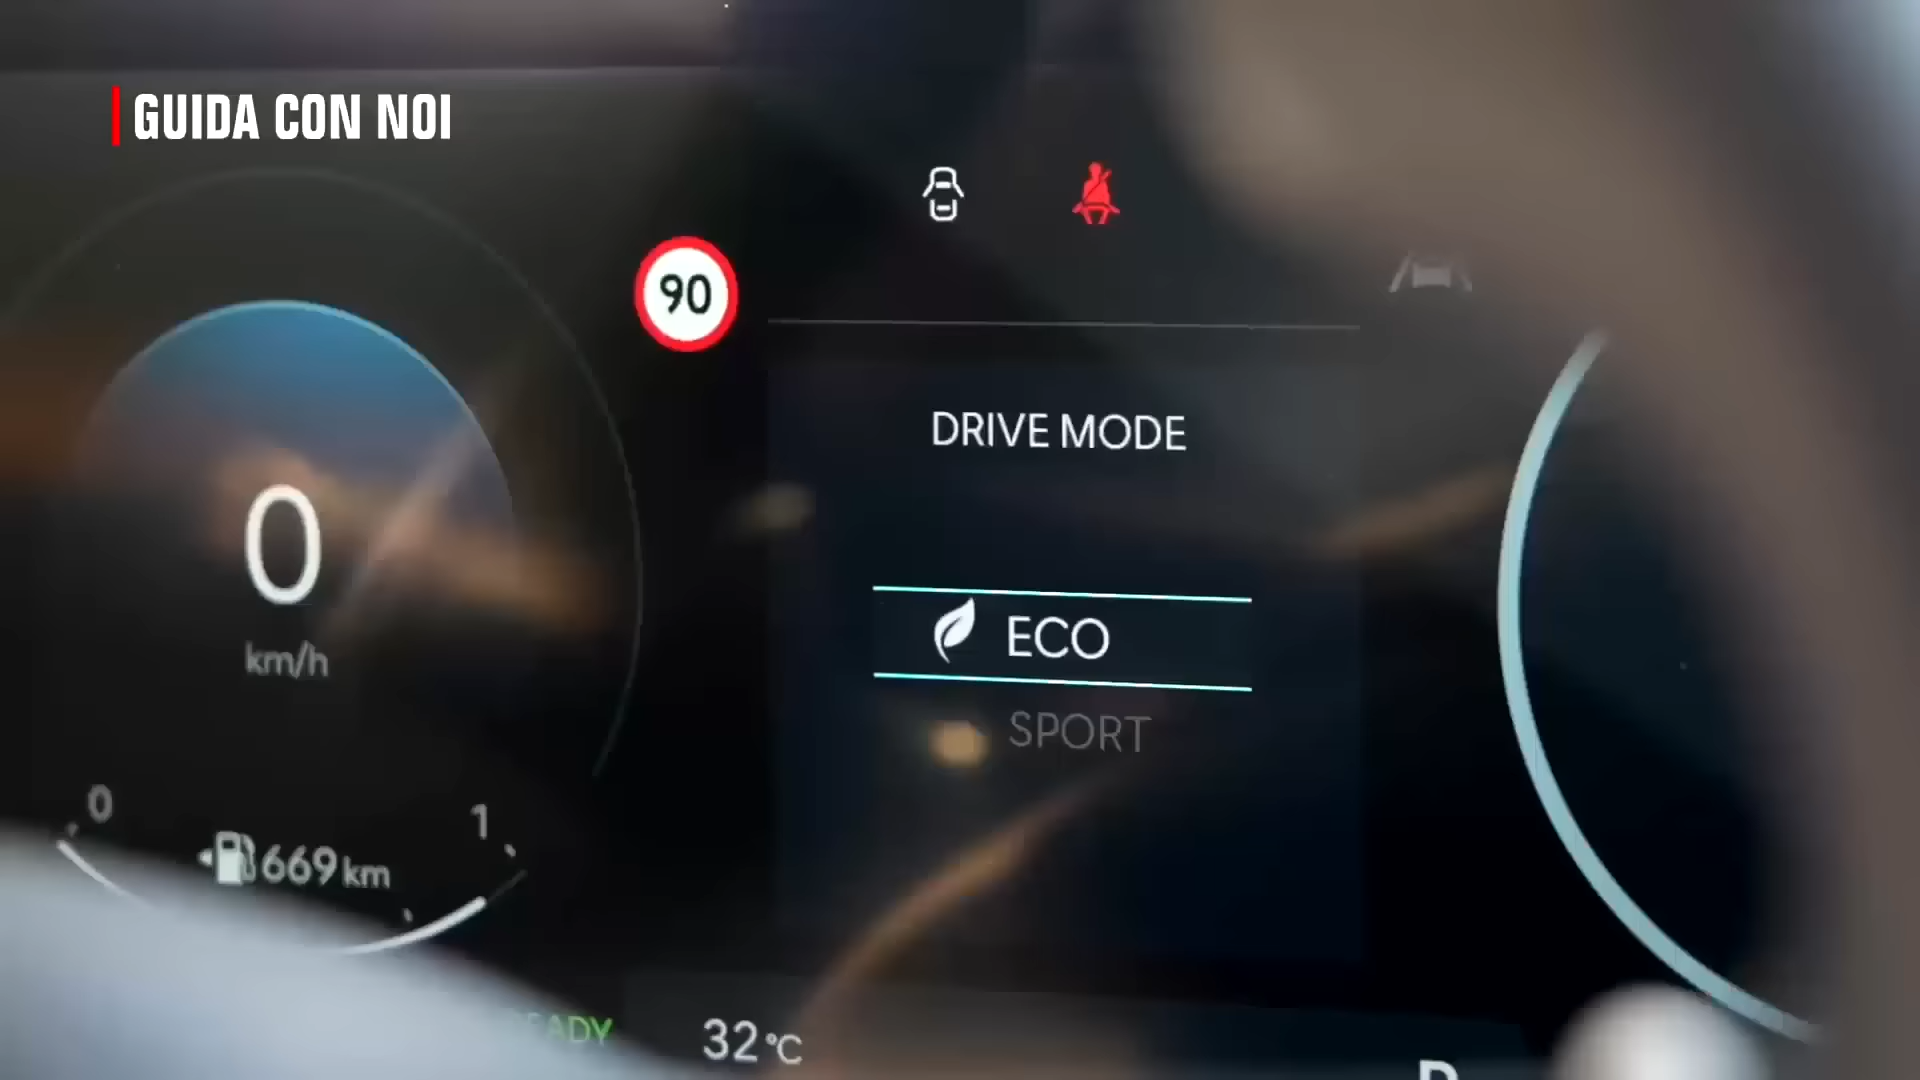 GUIDA CON NOI
90
DRIVE MODE
0
km/h
ECO
SPORT
0
1
669 km
32°C